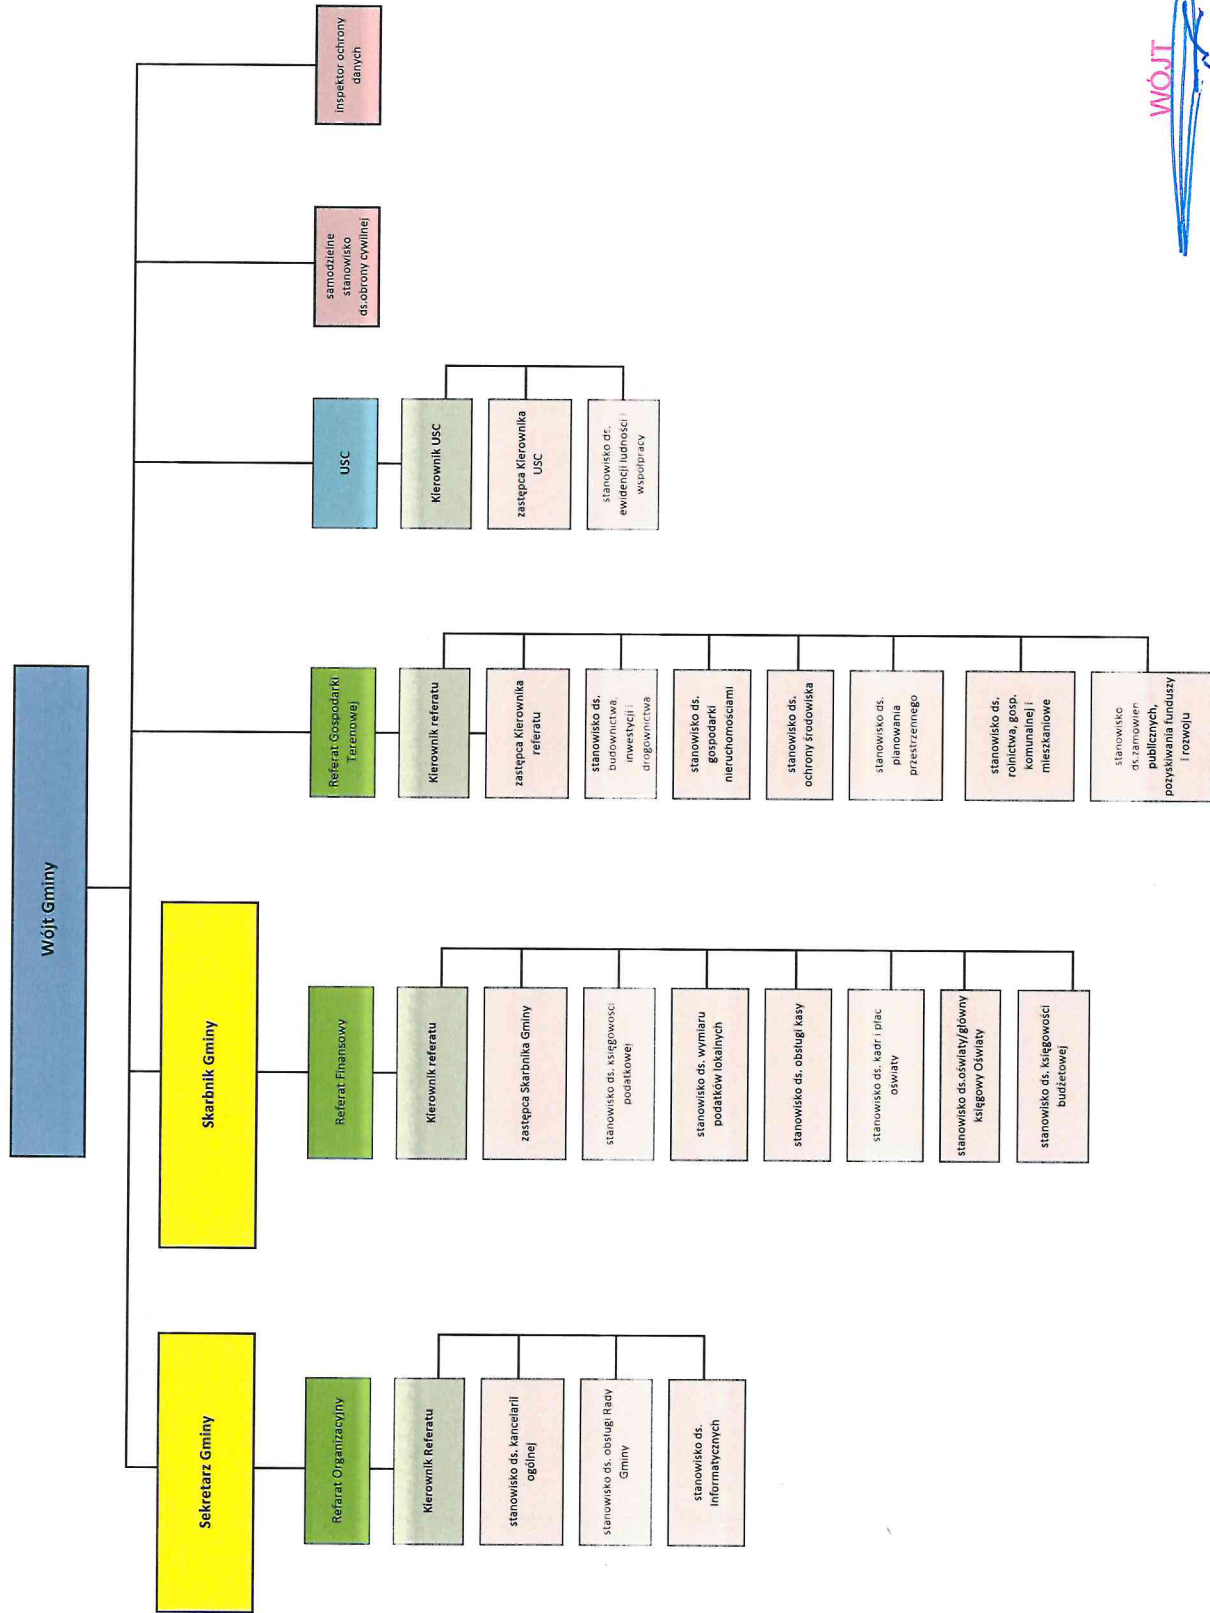 Wójt Gminy
Sekretarz Gminy
Refarat Organizacyjny
Kierownik Referatu
stanowisko ds. kancelarii
ogólnej
stanowisko ds. obsługi Rady
Gminy
stanowisko ds.
Informatycznych
Skarbnik Gminy
Referat Finansowy
Kierownik referatu
zastępca Skarbnika Gminy
stanowisko ds. księgowości
podatkowej
stanowisko ds. wymiaru
podatków lokalnych
stanowisko ds. obsługi kasy
stanowisko ds. kadr i płac
oświaty
stanowisko ds.oświaty/główny
księgowy Oświaty
stanowisko ds. księgowości
budżetowej
Referat Gospodarki
Terenowej
Kierownik referatu
zastępca Kierownika
referatu
stanowisko ds.
budownictwa,
inwestycji i
drogownictwa
stanowisko ds.
gospodarki
nieruchomościami
stanowisko ds.
ochrony środowiska
stanowisko ds.
planowania
przestrzennego
stanowisko ds.
rolnictwa, gosp.
komunalnej i
mieszkaniowe
stanowisko
ds.zamówień
publicznych,
pozyskiwania funduszy
i rozwoju
USC
Kierownik USC
zastępca Kierownika
USC
stanowisko ds.
ewidencji ludności i
współpracy
samodzielne
stanowisko
ds.obrony cywilnej
inspektor ochrony
danych
WÓJT